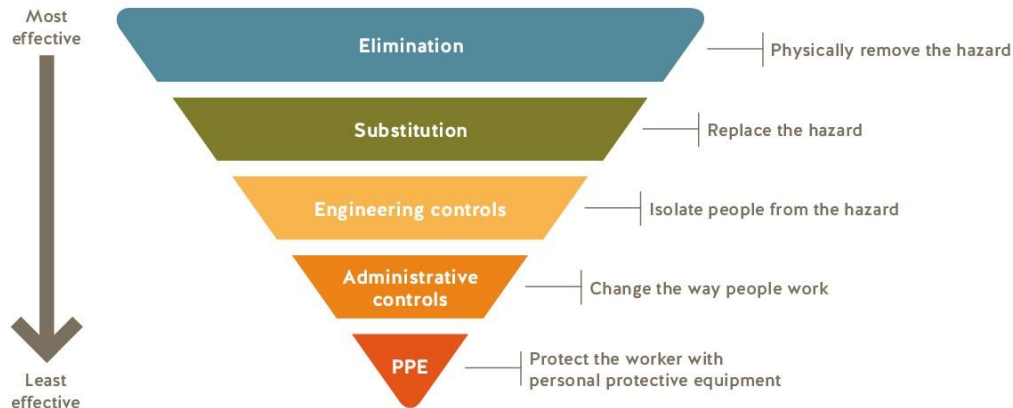 Most
effective
Elimination
Physically remove the hazard
Substitution
Replace the hazard
Engineering controls
Isolate people from the hazard
Administrative
controls
Change the way people work
PPE
Protect the worker with
personal protective equipment
Least
effective